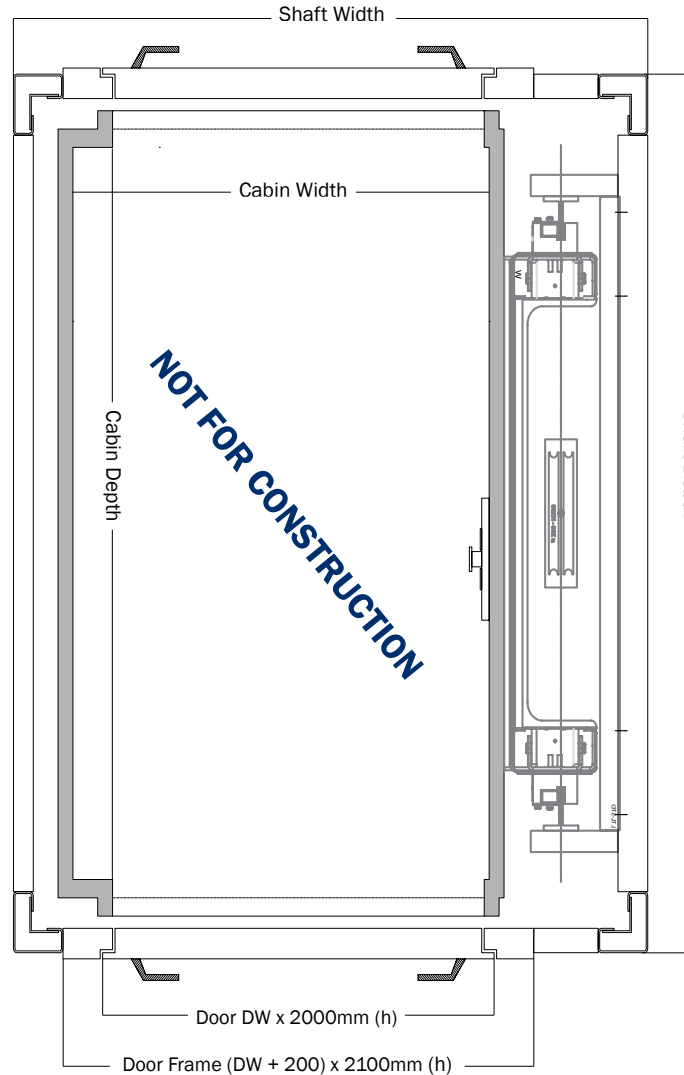 Shaft Width
Cabin Width
W
Cabin Depth
NOT FOR CONSTRUCTION
Door DW x 2000mm (h)
Door Frame (DW + 200) x 2100mm (h)